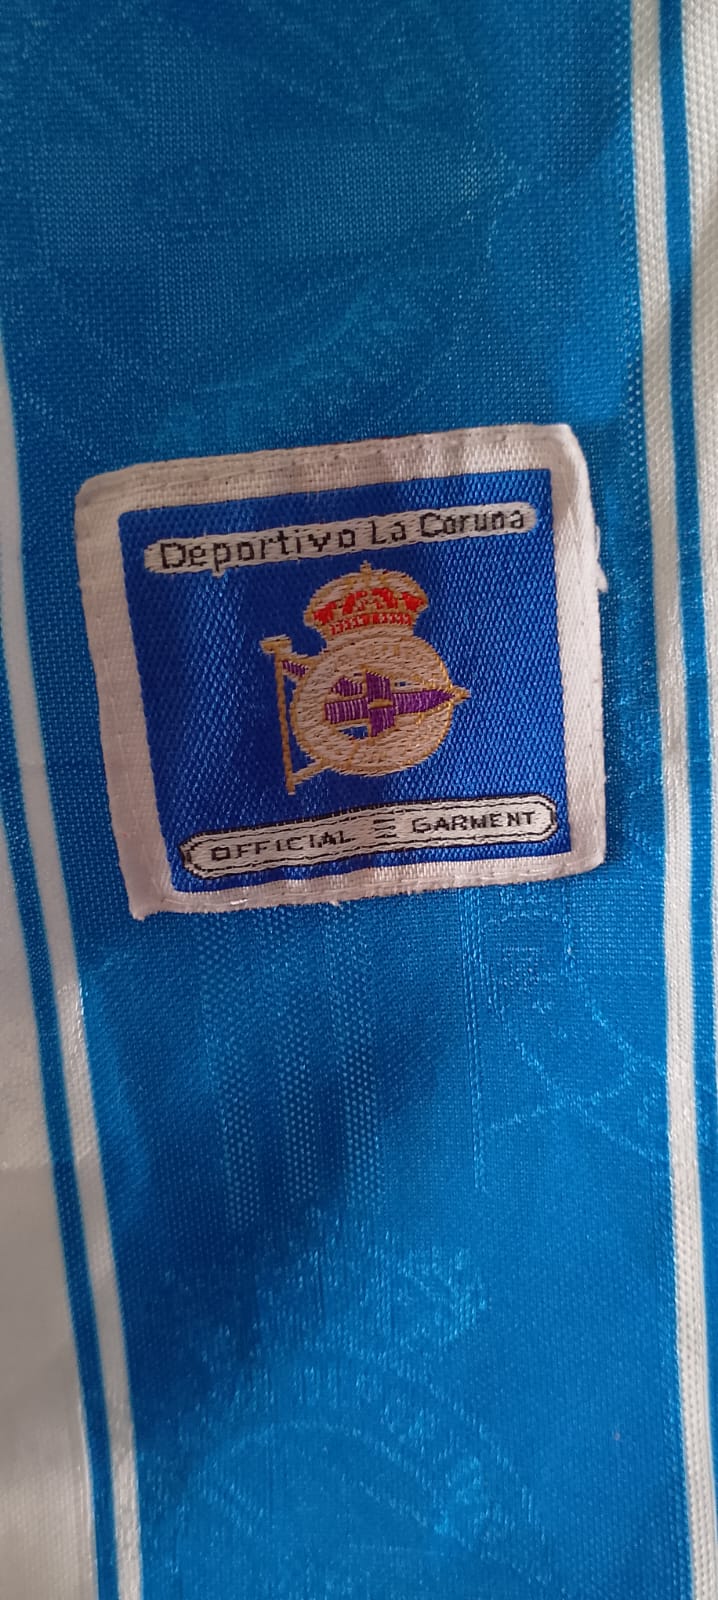 Deportivo La Coruna
OFFICIAL GARMENT